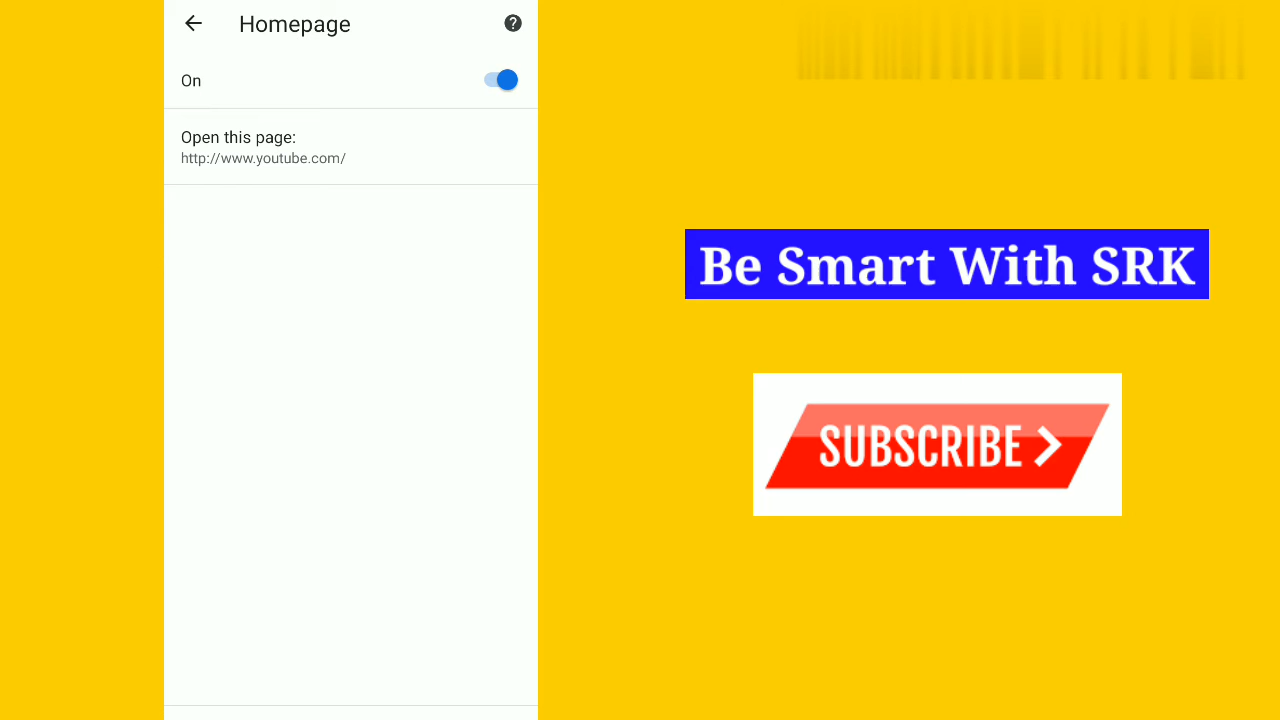 Homepage
On
Open this page:
http://www.youtube.com/
Be Smart With SRK
SUBSCRIBE